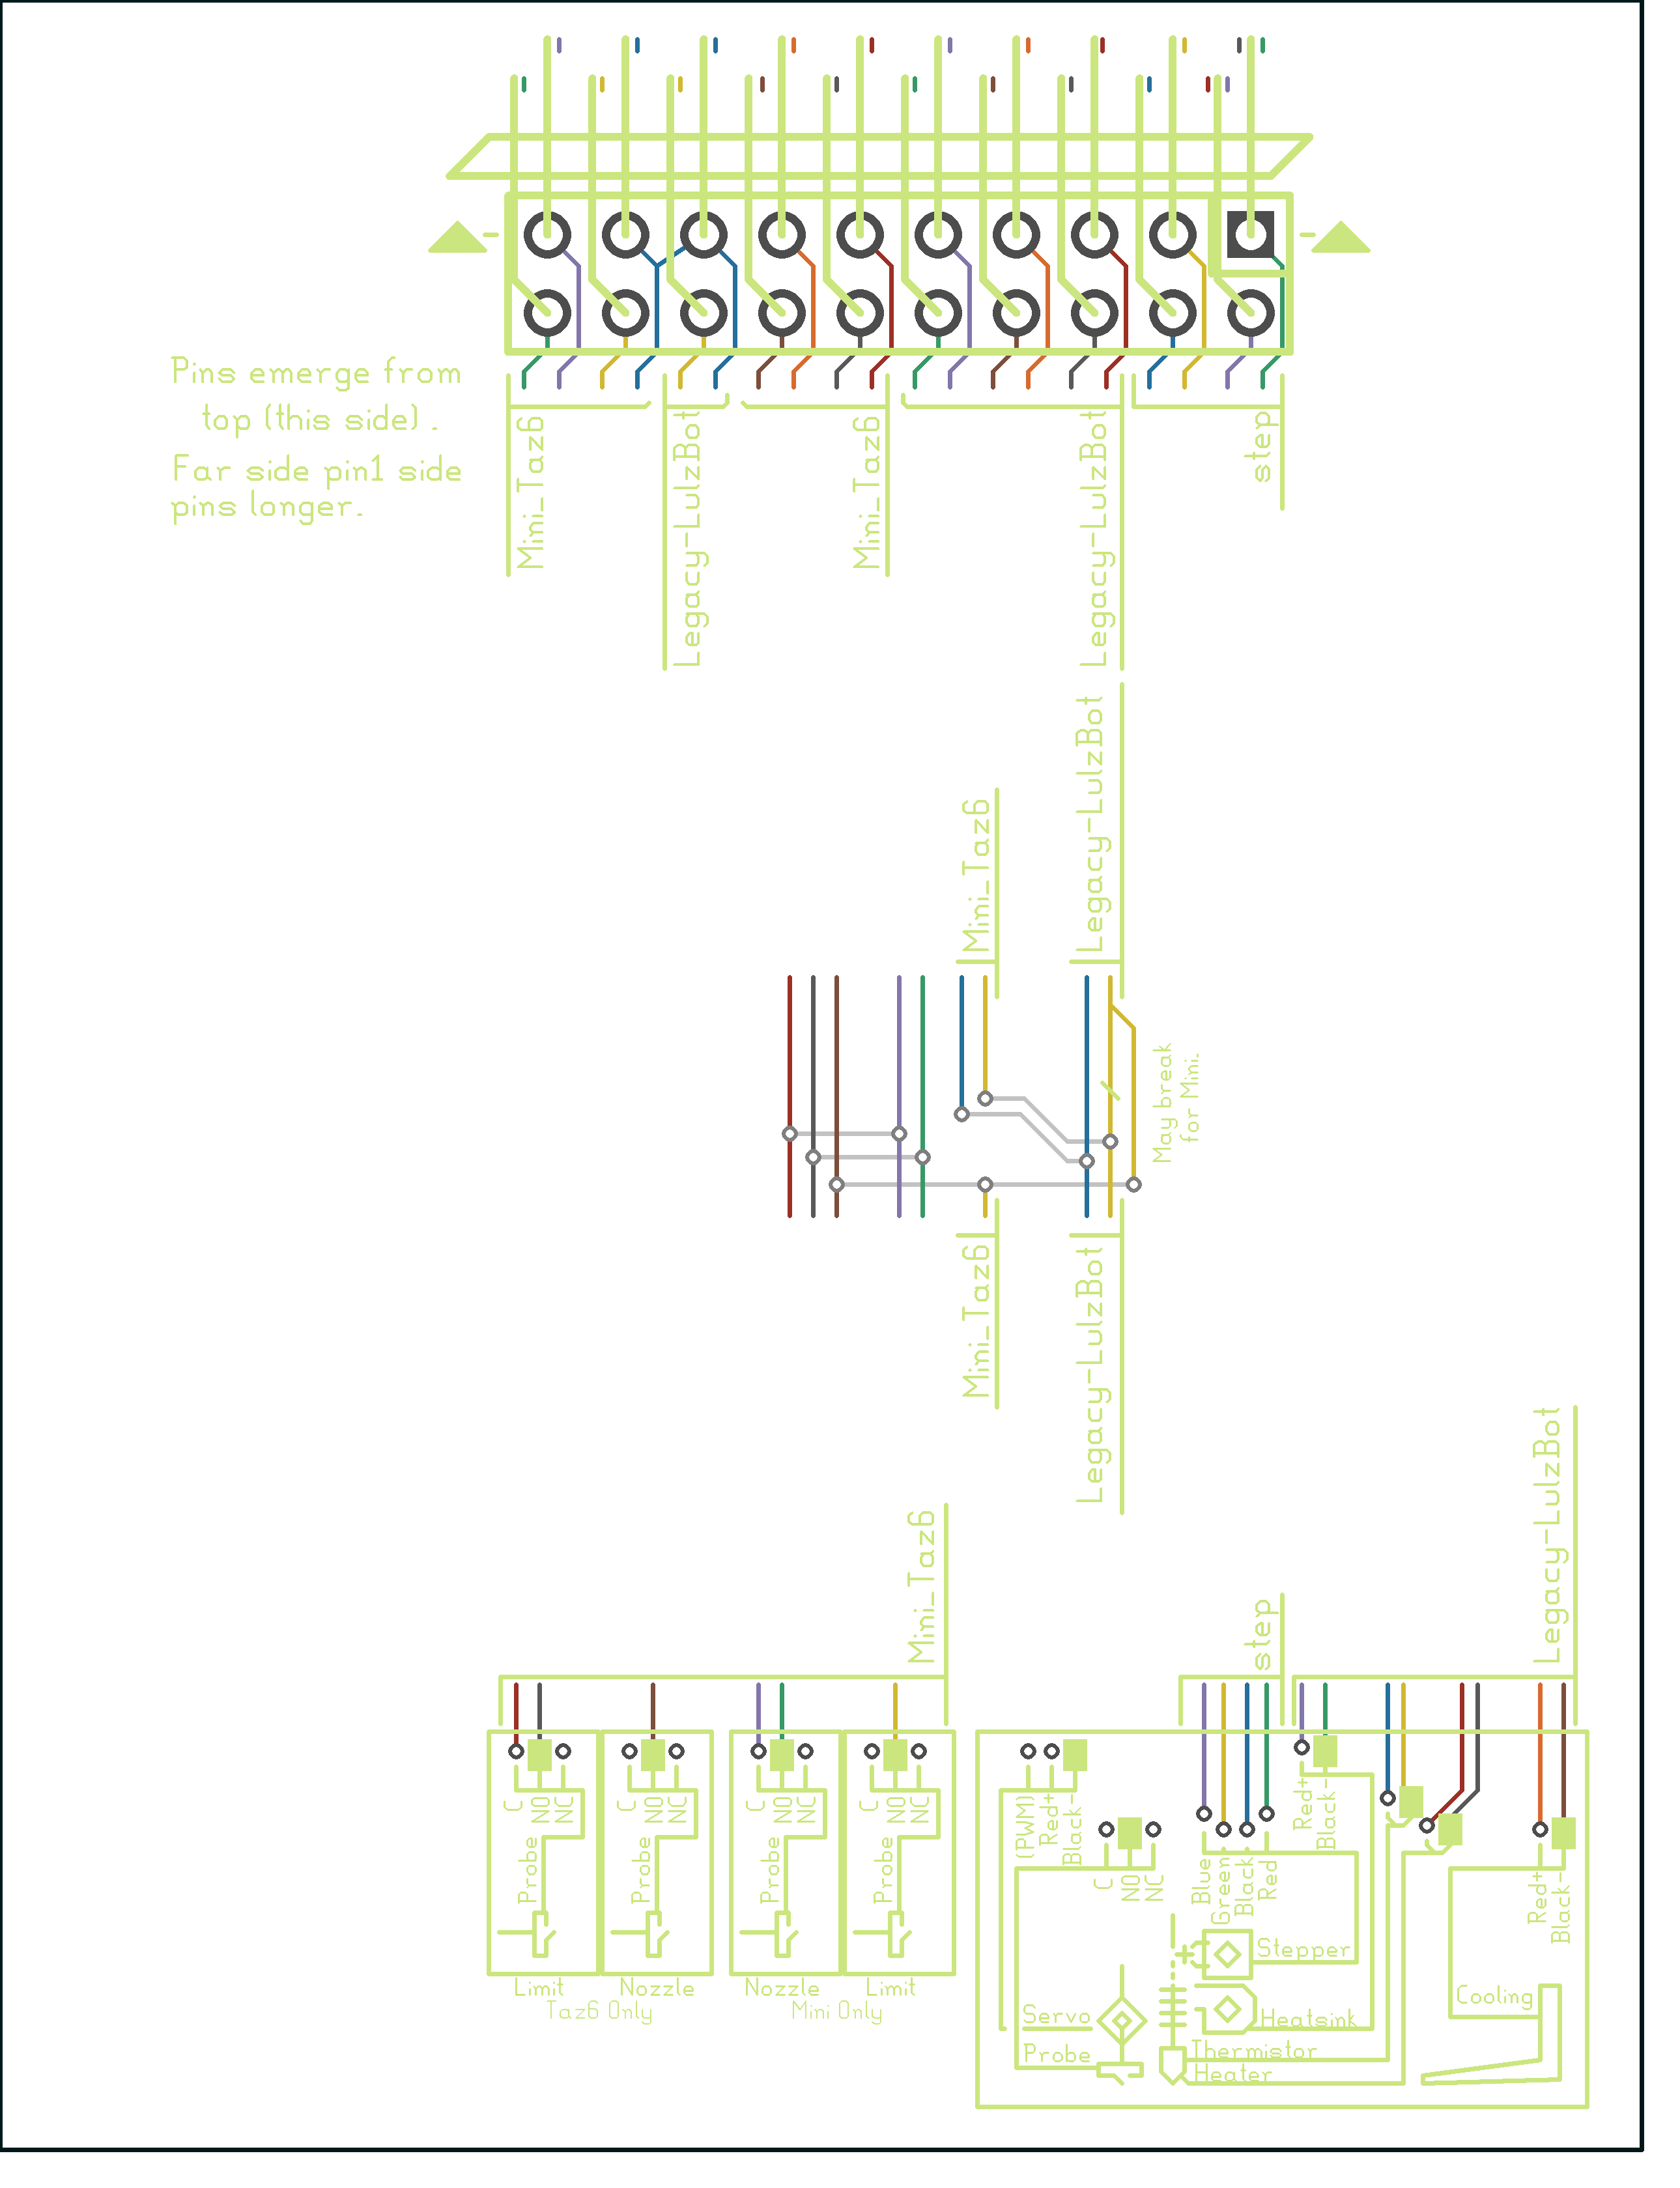 Pins emerge from
top (this side) .
Far side pin1 side
pins longer.
Mini_Taz6
Legacy-LulzBot
Mini_Taz6
Legacy-LulzBot
step
Mini_Taz6
Legacy-LulzBot
May break
for Mini.
Mini_Taz6
Legacy-LulzBot
Mini_Taz6
step
Legacy-LulzBot
C
NO
NC
Probe
Limit
C
NO
NC
Probe
Nozzle
Taz6 Only
C
NO
NC
Probe
Nozzle
C
NO
NC
Probe
Limit
Mini Only
(PWM)
Red+
Black-
C
NO
NC
Blue
Green
Black
Red
Red+
Black-
Red+
Black-
Stepper
Cooling
Servo
Heatsink
Probe
Thermistor
Heater